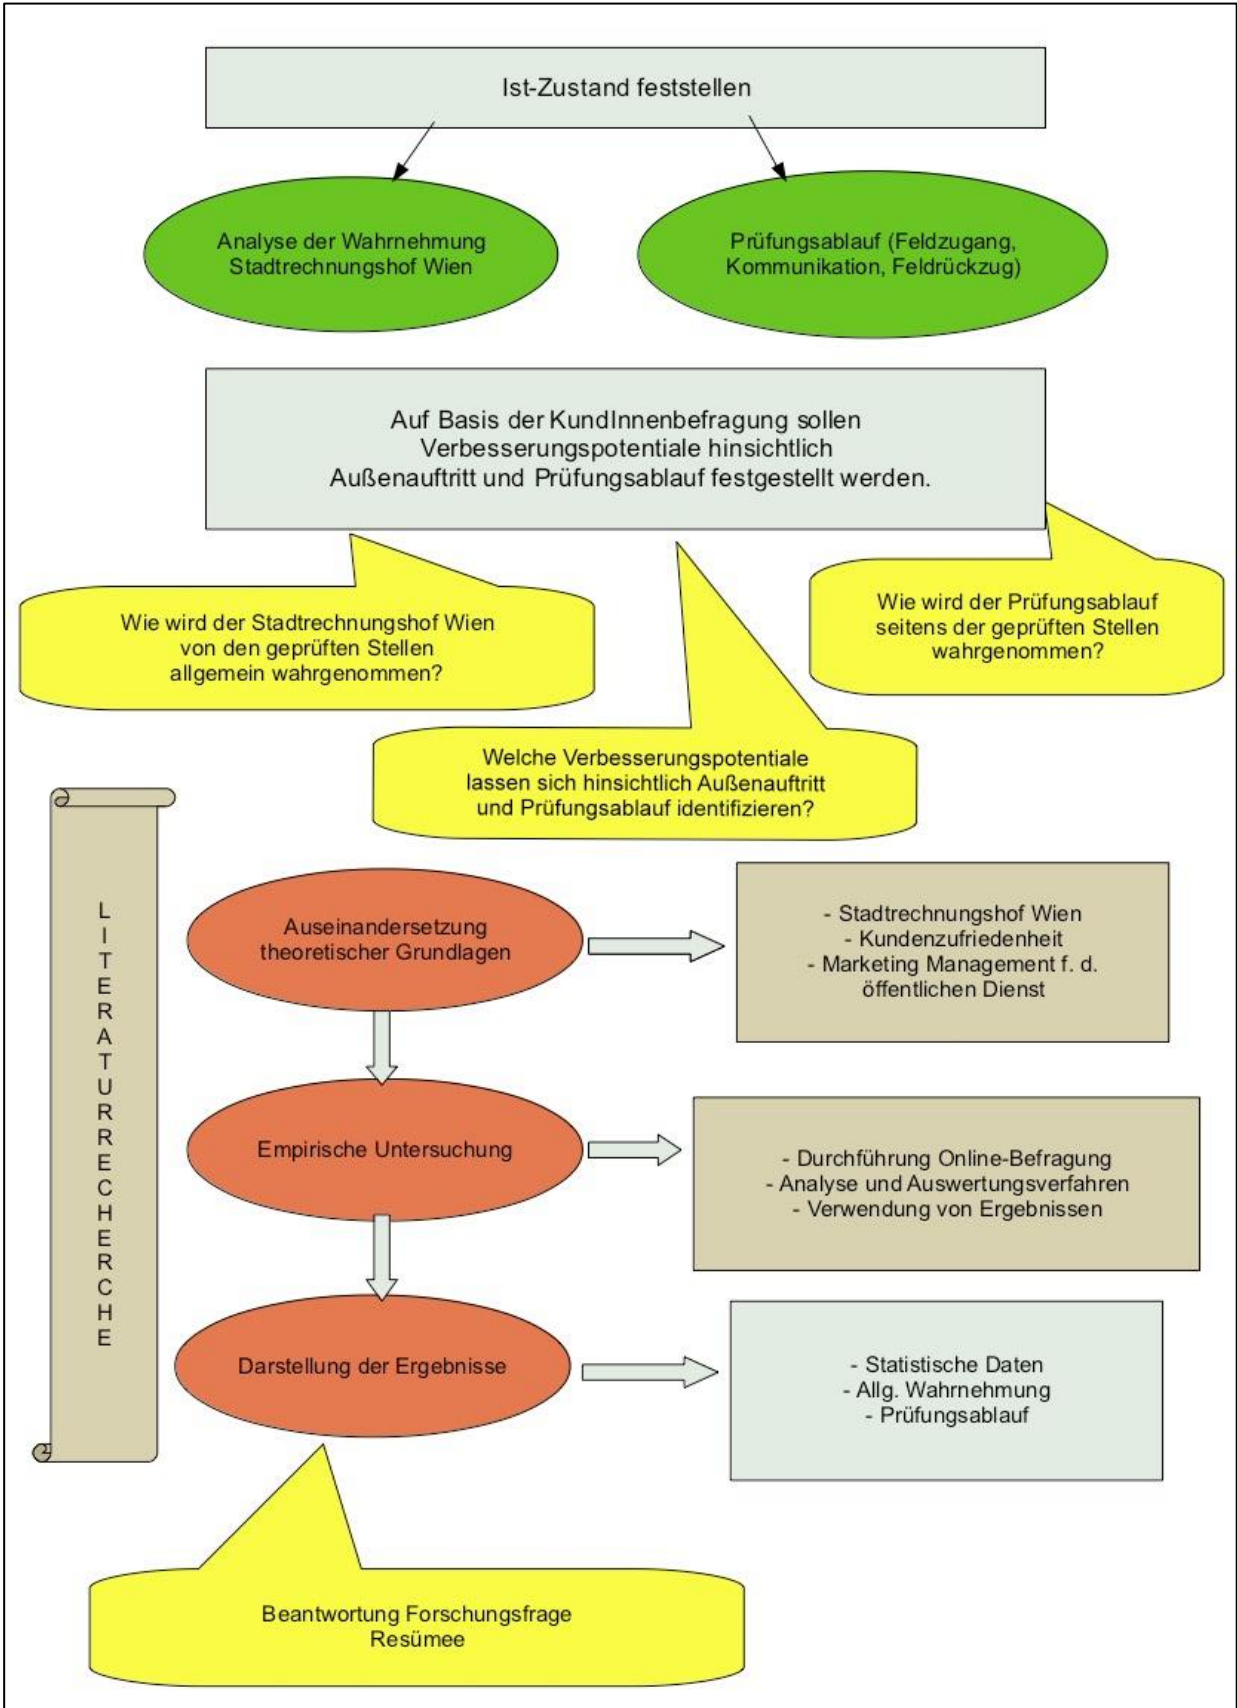 Ist-Zustand feststellen
Analyse der Wahrnehmung
Stadtrechnungshof Wien
Prüfungsablauf (Feldzugang,
Kommunikation, Feldrückzug)
Auf Basis der KundInnenbefragung sollen
Verbesserungspotentiale hinsichtlich
Außenauftritt und Prüfungsablauf festgestellt werden.
Wie wird der Stadtrechnungshof Wien
von den geprüften Stellen
allgemein wahrgenommen?
Wie wird der Prüfungsablauf
seitens der geprüften Stellen
wahrgenommen?
Welche Verbesserungspotentiale
lassen sich hinsichtlich Außenauftritt
und Prüfungsablauf identifizieren?
LITERATURRECHERCHE
Auseinandersetzung
theoretischer Grundlagen
- Stadtrechnungshof Wien
- Kundenzufriedenheit
- Marketing Management f. d.
öffentlichen Dienst
Empirische Untersuchung
- Durchführung Online-Befragung
- Analyse und Auswertungsverfahren
- Verwendung von Ergebnissen
Darstellung der Ergebnisse
- Statistische Daten
- Allg. Wahrnehmung
- Prüfungsablauf
Beantwortung Forschungsfrage
Resümee